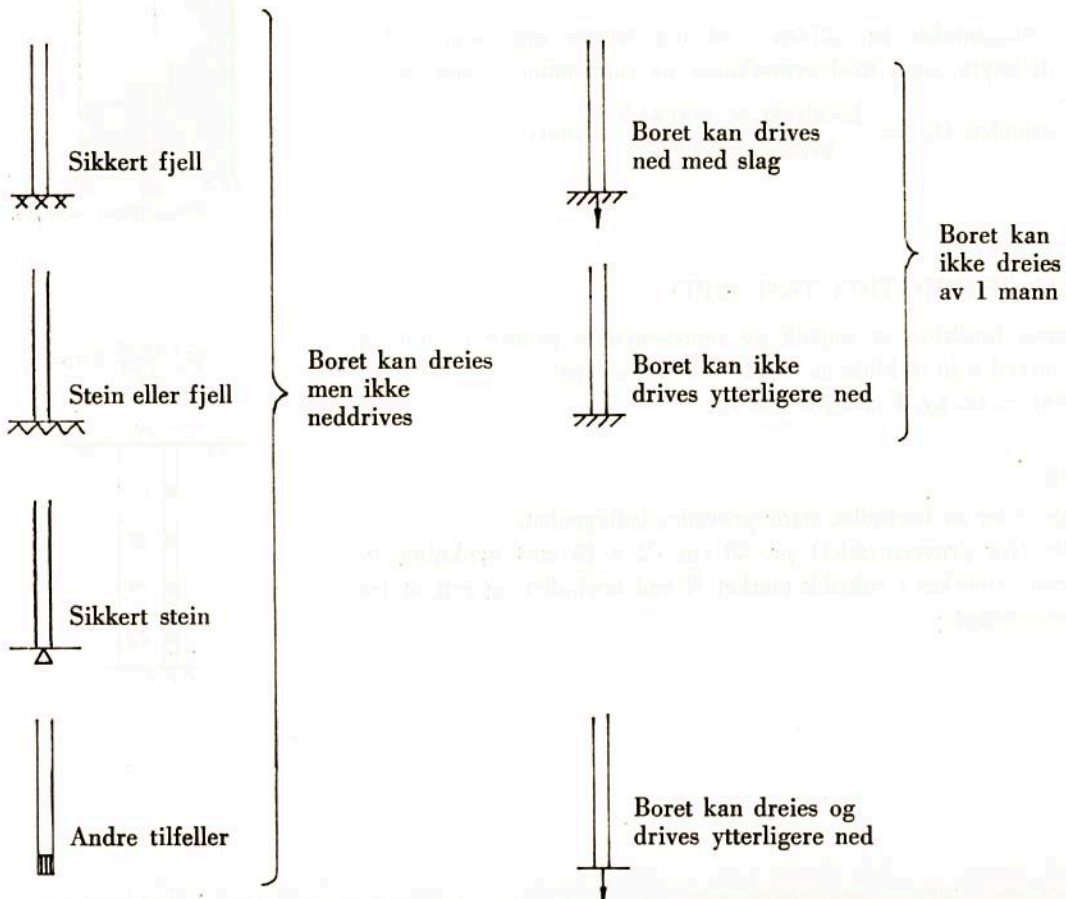 Sikkert fjell
Stein eller fjell
Sikkert stein
Andre tilfeller
Boret kan dreies
men ikke
neddrives
Boret kan drives
ned med slag
Boret kan ikke
drives ytterligere ned
Boret kan
ikke dreies
av 1 mann
Boret kan dreies og
drives ytterligere ned